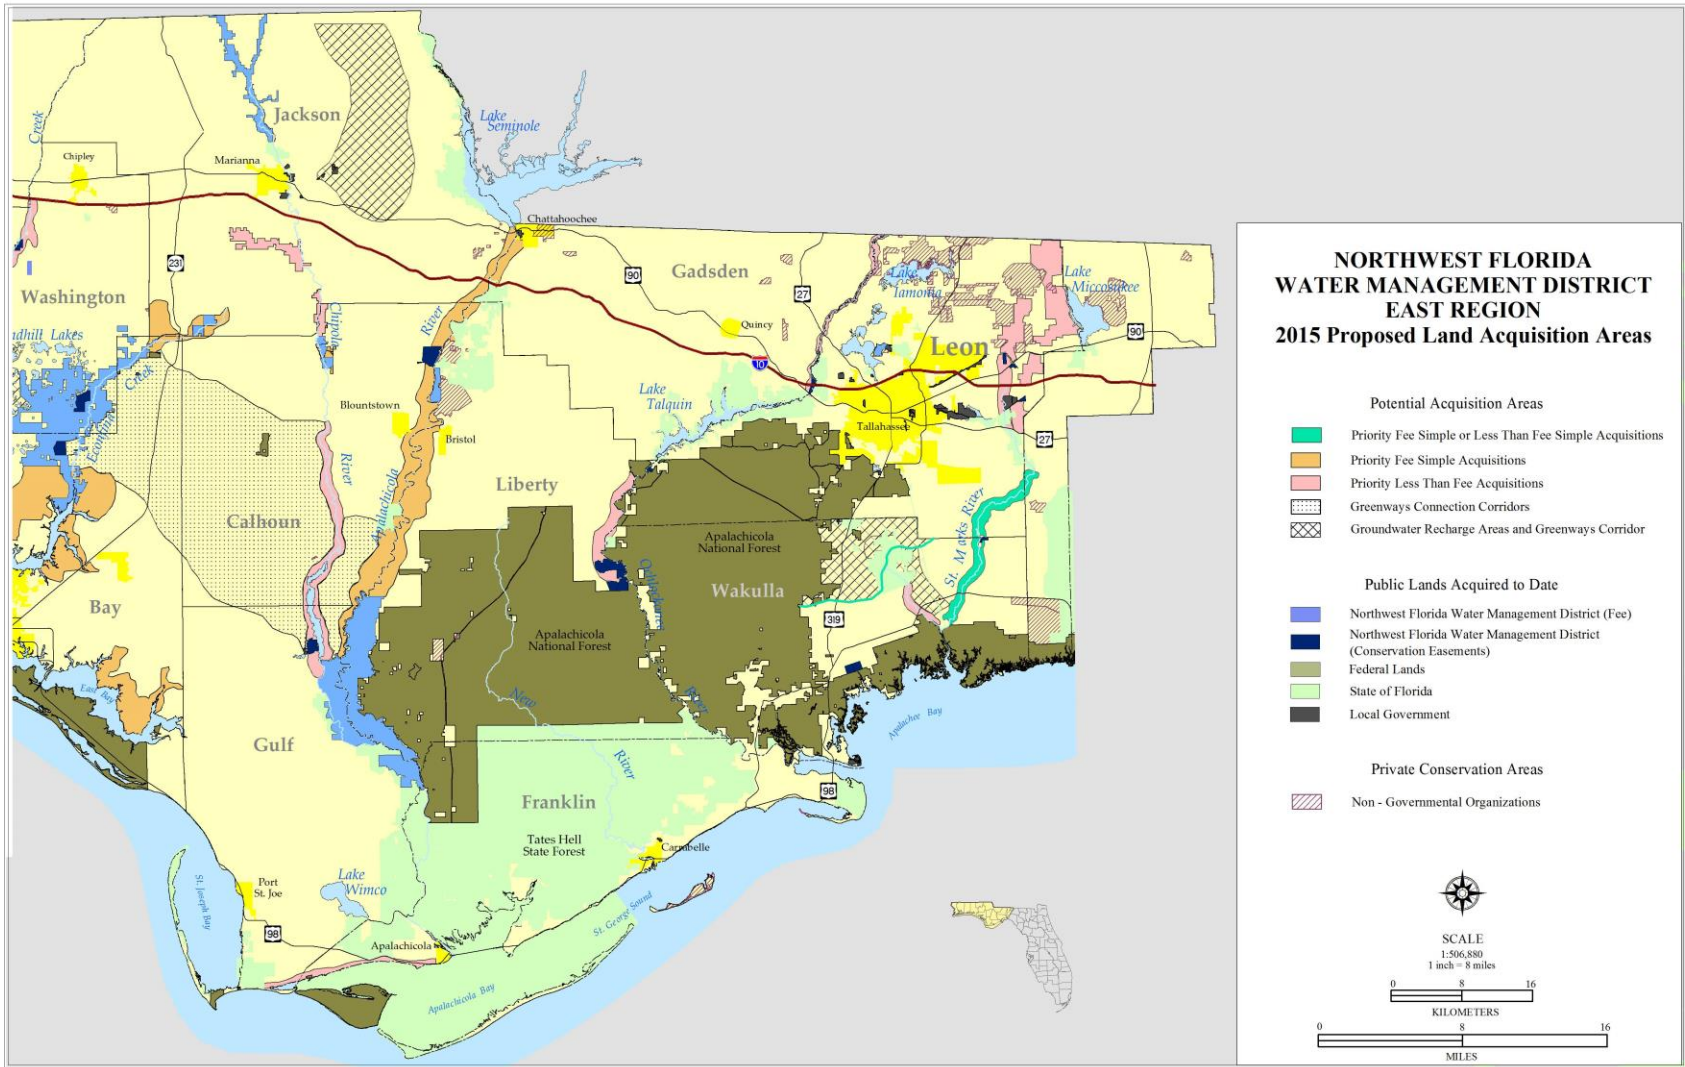 Creek
Jackson
Lake
Seminole
Chipley
Marianna
Chattahoochee
231
90
Gadsden
27
Lake
Iamonia
Lake
Miccosukee
Washington
ndhill Lakes
Chipola
River
Quincy
90
Leon
10
Creek
Econfina
Blountstown
Bristol
Lake
Talquin
Tallahassee
27
River
Apalachicola
Liberty
Calhoun
Apalachicola
National Forest
St. Marks River
Ochlockonee
Wakulla
Bay
319
Apalachicola
National Forest
East Bay
New
River
Apalachee Bay
Gulf
River
98
Franklin
Tates Hell
State Forest
Carrabelle
Port
St. Joe
Lake
Wimico
St. Joseph Bay
98
Apalachicola
St. George Sound
Apalachicola Bay
NORTHWEST FLORIDA
WATER MANAGEMENT DISTRICT
EAST REGION
2015 Proposed Land Acquisition Areas
Potential Acquisition Areas
Priority Fee Simple or Less Than Fee Simple Acquisitions
Priority Fee Simple Acquisitions
Priority Less Than Fee Acquisitions
Greenways Connection Corridors
Groundwater Recharge Areas and Greenways Corridor
Public Lands Acquired to Date
Northwest Florida Water Management District (Fee)
Northwest Florida Water Management District
(Conservation Easements)
Federal Lands
State of Florida
Local Government
Private Conservation Areas
Non - Governmental Organizations
SCALE
1:506,880
1 inch = 8 miles
0 8 16
KILOMETERS
0 8 16
MILES